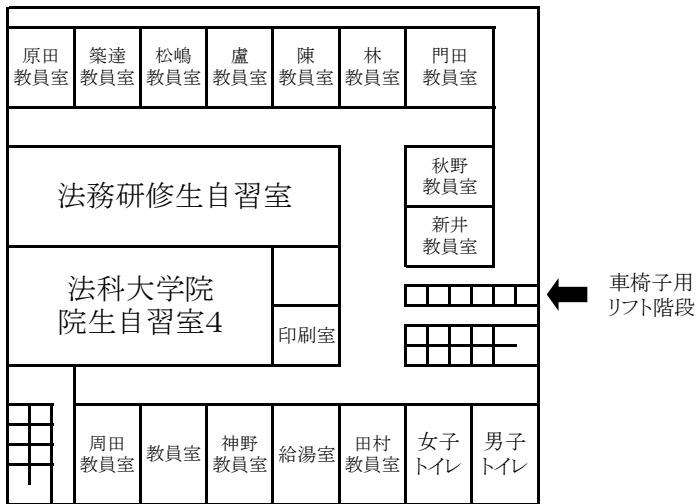 原田
教員室
築達
教員室
松嶋
教員室
盧
教員室
陳
教員室
林
教員室
門田
教員室
法務研修生自習室
秋野
教員室
新井
教員室
法科大学院
院生自習室4
印刷室
車椅子用
リフト階段
周田
教員室
教員室
神野
教員室
給湯室
田村
教員室
女子
トイレ
男子
トイレ